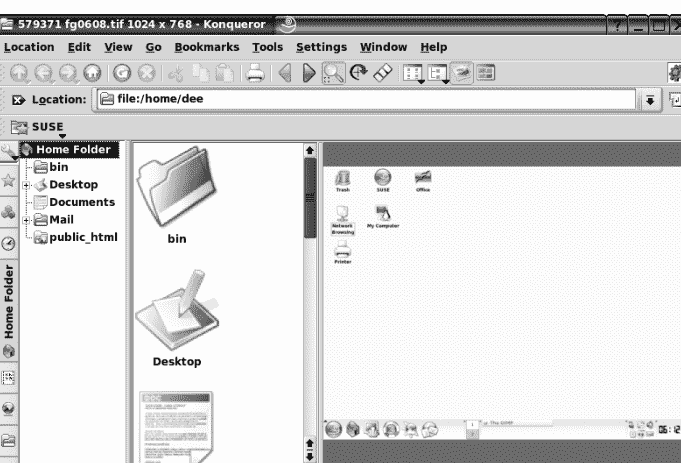 579371 fg0608.tif 1024 x 768 - Konqueror
Location Edit View Go Bookmarks Tools Settings Window Help
Location: file:/home/dee
SUSE
Home Folder
bin
Desktop
Documents
Mail
public_html
Home Folder
bin
Desktop
DOC
Trash SUSE Office
Network Browsing My Computer
Printer